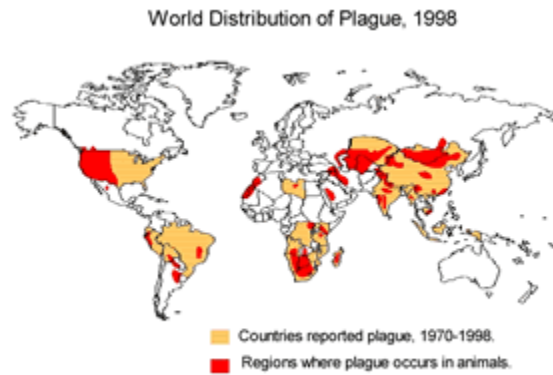 World Distribution of Plague, 1998
Countries reported plague, 1970-1998.
Regions where plague occurs in animals.